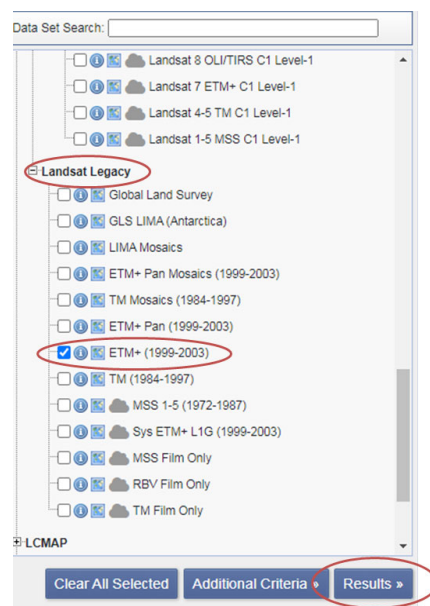 Data Set Search:
Landsat 8 OLI/TIRS C1 Level-1
Landsat 7 ETM+ C1 Level-1
Landsat 4-5 TM C1 Level-1
Landsat 1-5 MSS C1 Level-1
Landsat Legacy
Global Land Survey
GLS LIMA (Antarctica)
LIMA Mosaics
ETM+ Pan Mosaics (1999-2003)
TM Mosaics (1984-1997)
ETM+ Pan (1999-2003)
ETM+ (1999-2003)
TM (1984-1997)
MSS 1-5 (1972-1987)
Sys ETM+ L1G (1999-2003)
MSS Film Only
RBV Film Only
TM Film Only
LCMAP
Clear All Selected Additional Criteria » Results »